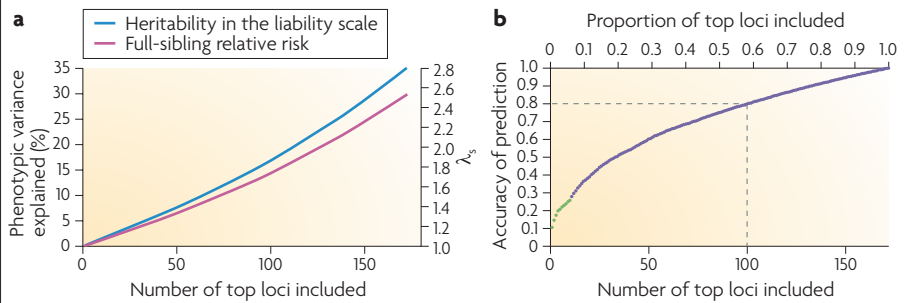 a
Heritability in the liability scale
Full-sibling relative risk
Phenotypic variance
explained (%)
35
30
25
20
15
10
5
0
2.8
2.6
2.4
2.2
2.0
1.8
1.6
1.4
1.2
1.0
λs
0 50 100 150
Number of top loci included
b
Proportion of top loci included
0 0.1 0.2 0.3 0.4 0.5 0.6 0.7 0.8 0.9 1.0
Accuracy of prediction
1.0
0.9
0.8
0.7
0.6
0.5
0.4
0.3
0.2
0.1
0
0 50 100 150
Number of top loci included